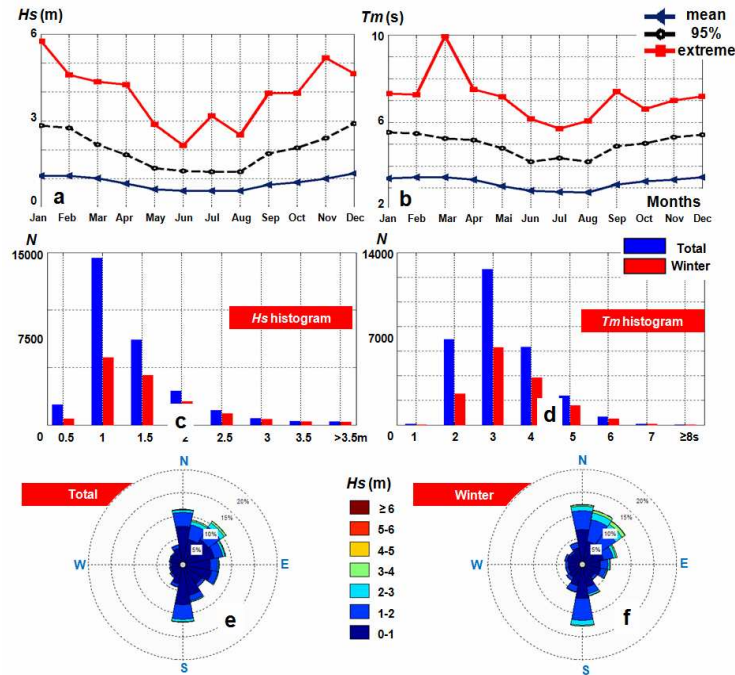 Hs (m)
Tm (s)
mean
95%
extreme
6
3
0
a
Jan Feb Mar Apr May Jun Jul Aug Sep Oct Nov Dec
10
6
2
b
Months
Jan Feb Mar Apr Mai Jun Jul Aug Sep Oct Nov Dec
N
15000
7500
0
Hs histogram
c
0.5 1 1.5 2 2.5 3 3.5 >3.5m
N
14000
7000
0
Total
Winter
Tm histogram
d
1 2 3 4 5 6 7 ≥8s
Total
N
W
E
S
5%
10%
15%
20%
e
Hs (m)
≥ 6
5-6
4-5
3-4
2-3
1-2
0-1
Winter
N
W
E
S
5%
10%
15%
20%
f